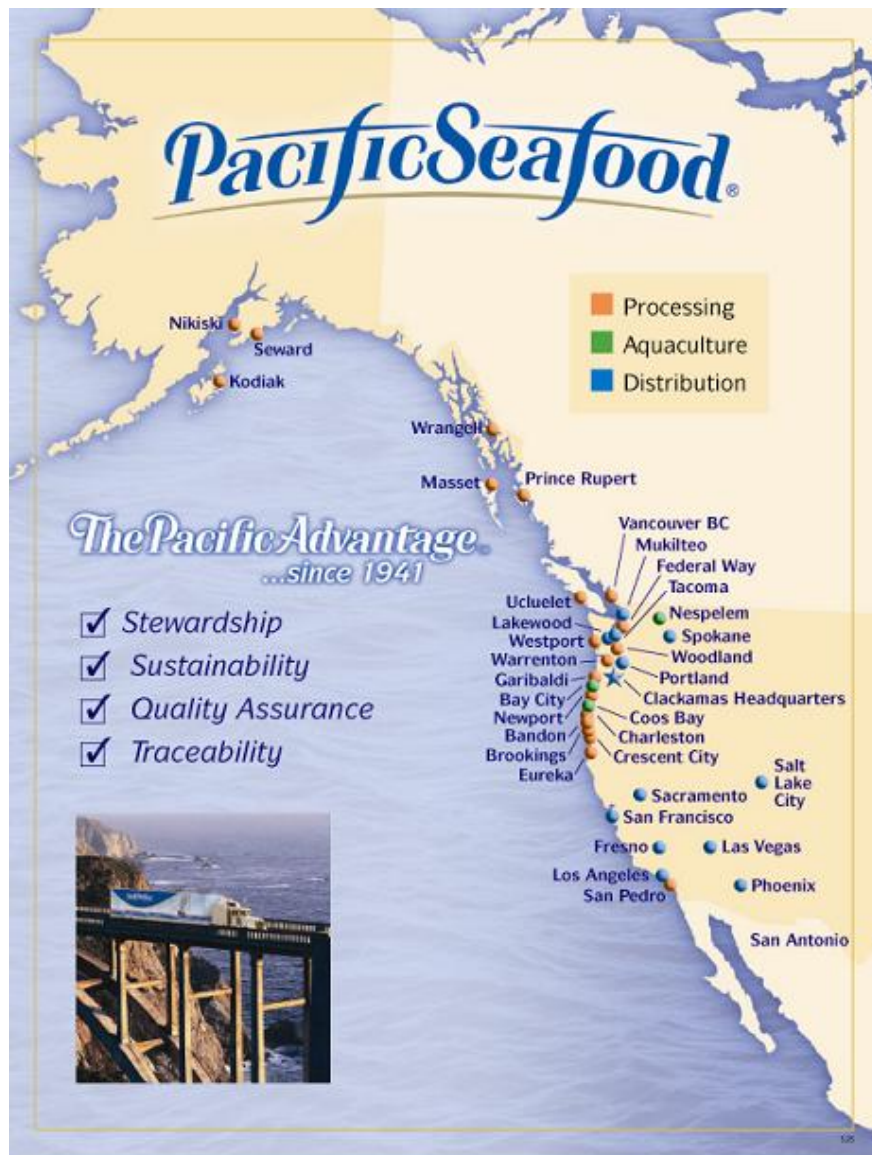 PacificSeafood®
Processing
Aquaculture
Distribution
Nikiski
Seward
Kodiak
Wrangell
Masset
Prince Rupert
The Pacific Advantage
...since 1941
Stewardship
Sustainability
Quality Assurance
Traceability
Vancouver BC
Mukilteo
Federal Way
Tacoma
Ucluelet
Nespelem
Lakewood
Spokane
Westport
Woodland
Warrenton
Portland
Garibaldi
Clackamas Headquarters
Bay City
Coos Bay
Newport
Charleston
Bandon
Crescent City
Brookings
Eureka
Salt
Lake
City
Sacramento
San Francisco
Fresno
Las Vegas
Los Angeles
San Pedro
Phoenix
San Antonio